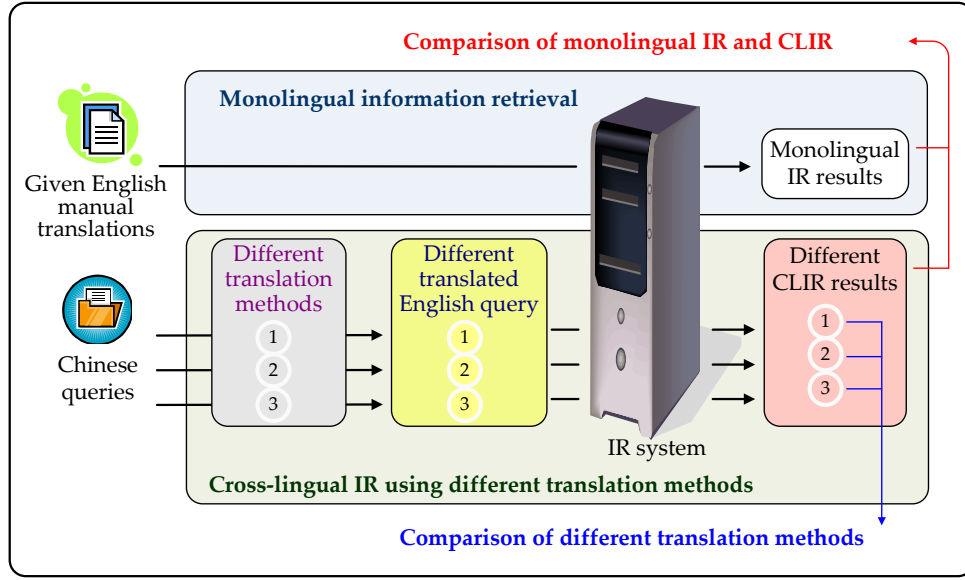 Comparison of monolingual IR and CLIR
Monolingual information retrieval
Given English
manual
translations
Monolingual
IR results
Different
translation
methods
1
2
3
Different
translated
English query
1
2
3
Different
CLIR results
1
2
3
Chinese
queries
IR system
Cross-lingual IR using different translation methods
Comparison of different translation methods